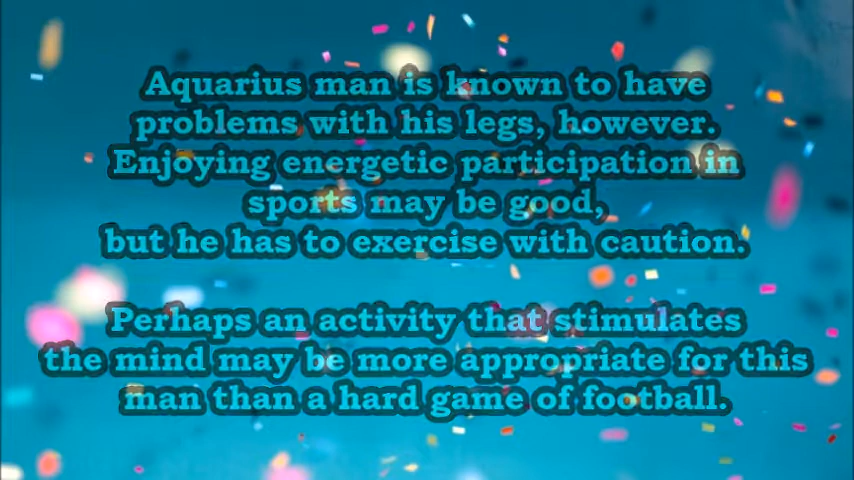 Aquarius man is known to have
problems with his legs, however.
Enjoying energetic participation in
sports may be good,
but he has to exercise with caution.
Perhaps an activity that stimulates
the mind may be more appropriate for this
man than a hard game of football.